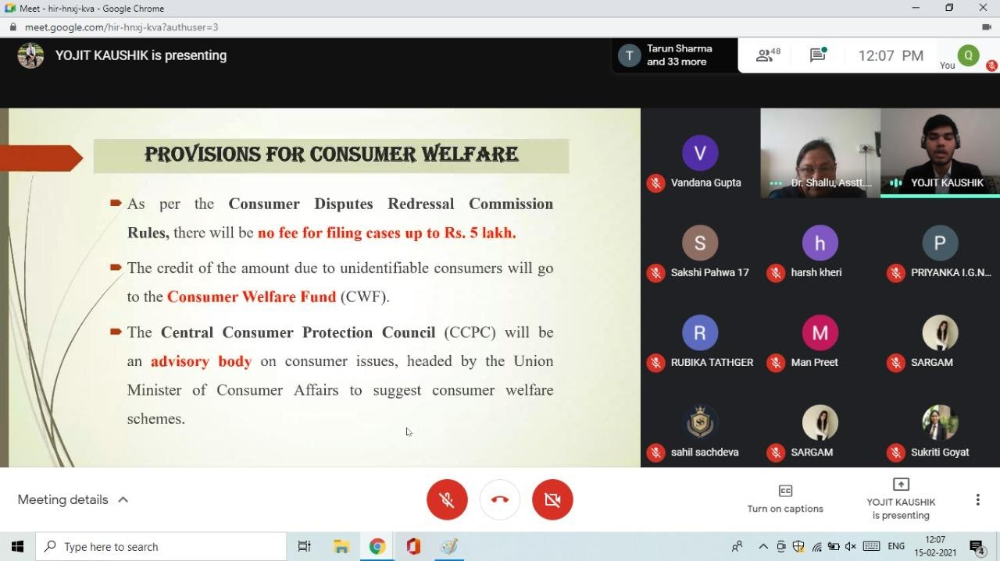 Meet - hir-hnxj-kva - Google Chrome
meet.google.com/hir-hnxj-kva?authuser=3
YOJIT KAUSHIK is presenting
T
Tarun Sharma
and 33 more
48
12:07 PM
You
Q
PROVISIONS FOR CONSUMER WELFARE
As per the Consumer Disputes Redressal Commission
Rules, there will be no fee for filing cases up to Rs. 5 lakh.
The credit of the amount due to unidentifiable consumers will go
to the Consumer Welfare Fund (CWF).
The Central Consumer Protection Council (CCPC) will be
an advisory body on consumer issues, headed by the Union
Minister of Consumer Affairs to suggest consumer welfare
schemes.
V
Vandana Gupta
Dr. Shallu, Asstt....
YOJIT KAUSHIK
S
Sakshi Pahwa 17
h
harsh kheri
P
PRIYANKA I.G.N...
R
RUBIKA TATHGER
M
Man Preet
SARGAM
sahil sachdeva
SARGAM
Sukriti Goyat
Meeting details
CC
Turn on captions
YOJIT KAUSHIK
is presenting
Type here to search
ENG
12:07
15-02-2021
4